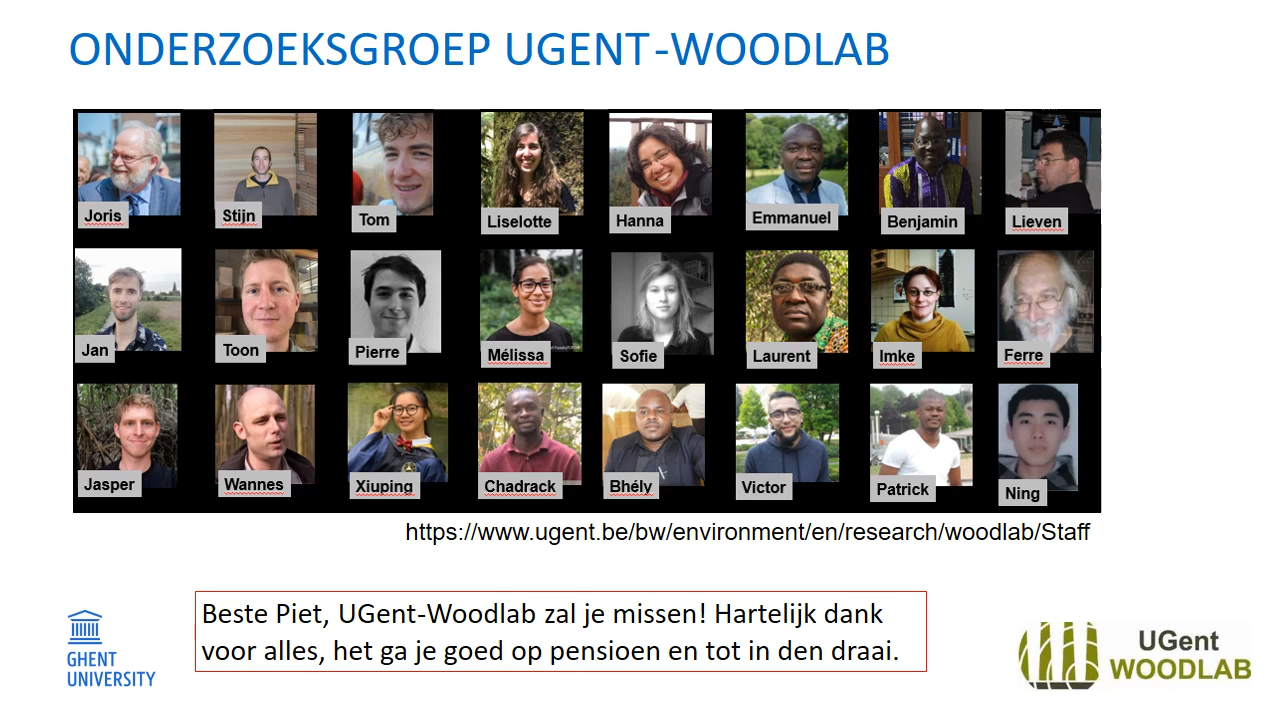 ONDERZOEKSGROEP UGENT-WOODLAB
Joris
Stijn
Tom
Liselotte
Hanna
Emmanuel
Benjamin
Lieven
Jan
Toon
Pierre
Mélissa
Sofie
Laurent
Imke
Ferre
Jasper
Wannes
Xiuping
Chadrack
Bhély
Victor
Patrick
Ning
https://www.ugent.be/bw/environment/en/research/woodlab/Staff
Beste Piet, UGent-Woodlab zal je missen! Hartelijk dank
voor alles, het ga je goed op pensioen en tot in den draai.
GHENT
UNIVERSITY
UGent
WOODLAB